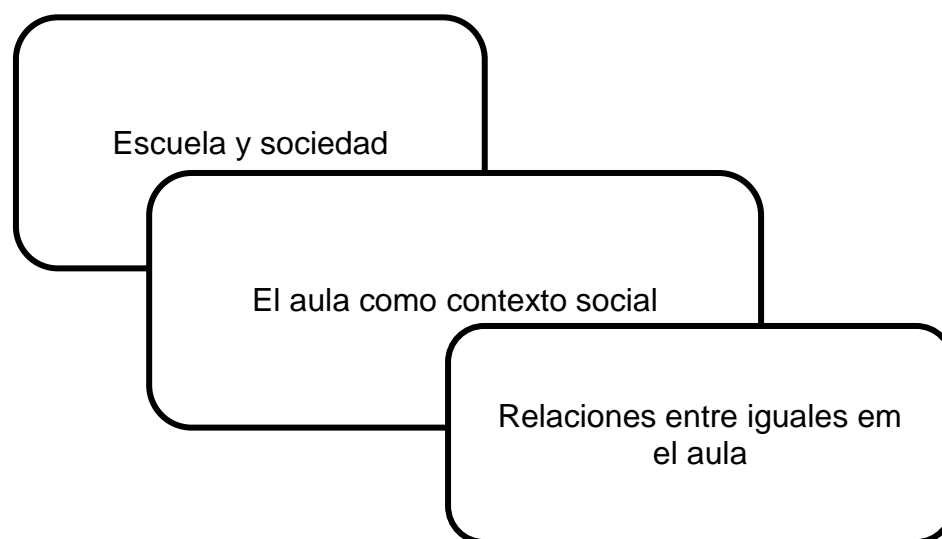 Escuela y sociedad
El aula como contexto social
Relaciones entre iguales em
el aula